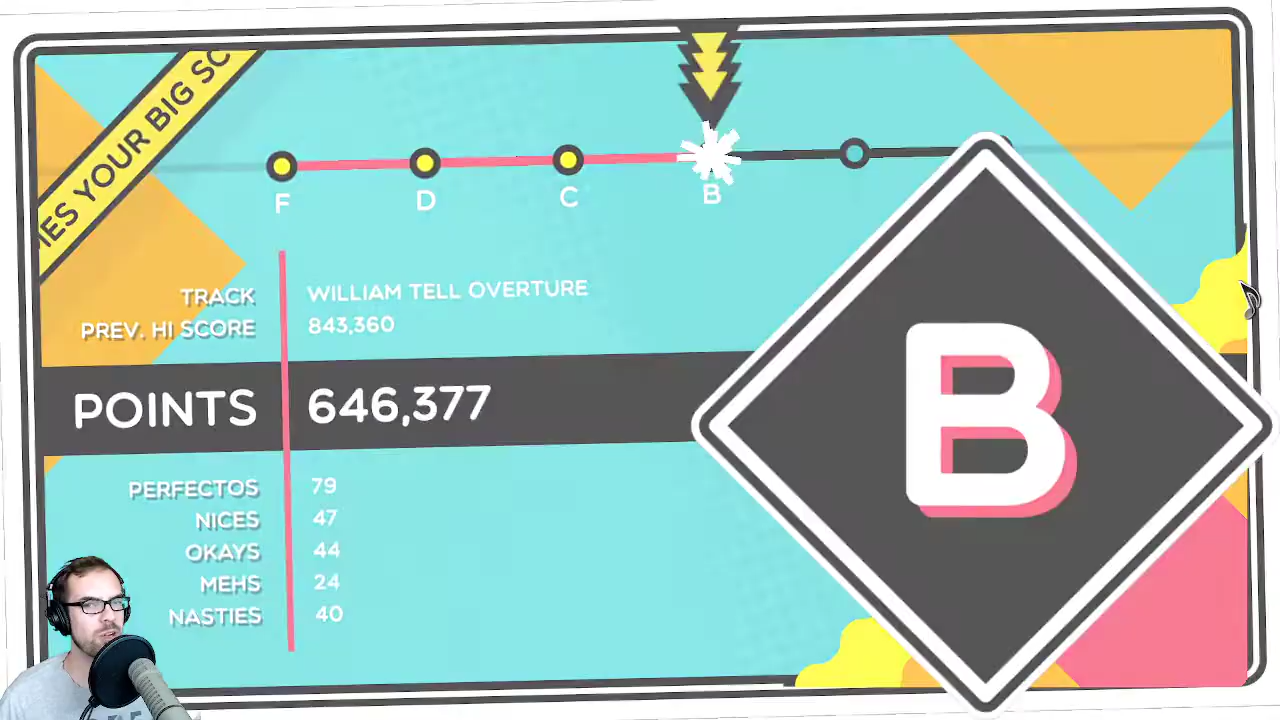 IES YOUR BIG SC
F D C B
TRACK WILLIAM TELL OVERTURE
PREV. HI SCORE 843,360
POINTS 646,377
B
PERFECTOS 79
NICES 47
OKAYS 44
MEHS 24
NASTIES 40